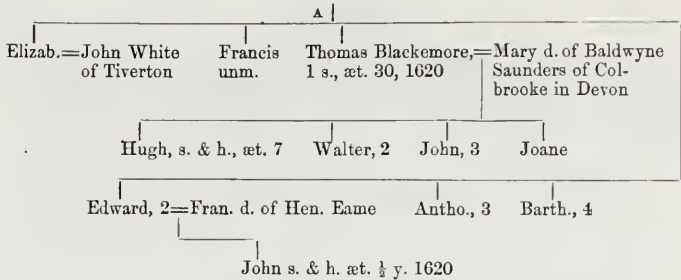 A
Elizab.=John White Francis Thomas Blackemore,=Mary d. of Baldwyne
of Tiverton unm. 1 s., æt. 30, 1620 Saunders of Col-
brooke in Devon
Hugh, s. & h., æt. 7 Walter, 2 John, 3 Joane
Edward, 2=Fran. d. of Hen. Eame Antho., 3 Barth., 4
John s. & h. æt. ½ y. 1620